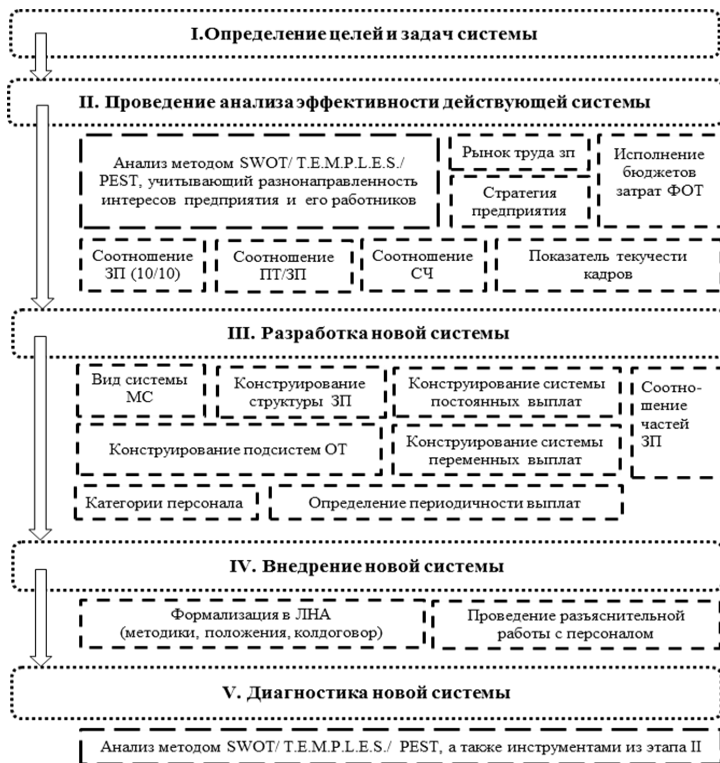 I.Определение целей и задач системы
II. Проведение анализа эффективности действующей системы
Анализ методом SWOT/ T.E.M.P.L.E.S./
PEST, учитывающий разнонаправленность
интересов предприятия и его работников
Рынок труда зп
Стратегия
предприятия
Исполнение
бюджетов
затрат ФОТ
Соотношение
ЗП (10/10)
Соотношение
ПТ/ЗП
Соотношение
СЧ
Показатель текучести
кадров
III. Разработка новой системы
Вид системы
МС
Конструирование
структуры ЗП
Конструирование системы
постоянных выплат
Соотно-
шение
частей
ЗП
Конструирование подсистем ОТ
Конструирование системы
переменных выплат
Категории персонала
Определение периодичности выплат
IV. Внедрение новой системы
Формализация в ЛНА
(методики, положения, колдоговор)
Проведение разъяснительной
работы с персоналом
V. Диагностика новой системы
Анализ методом SWOT/ T.E.M.P.L.E.S./ PEST, а также инструментами из этапа II